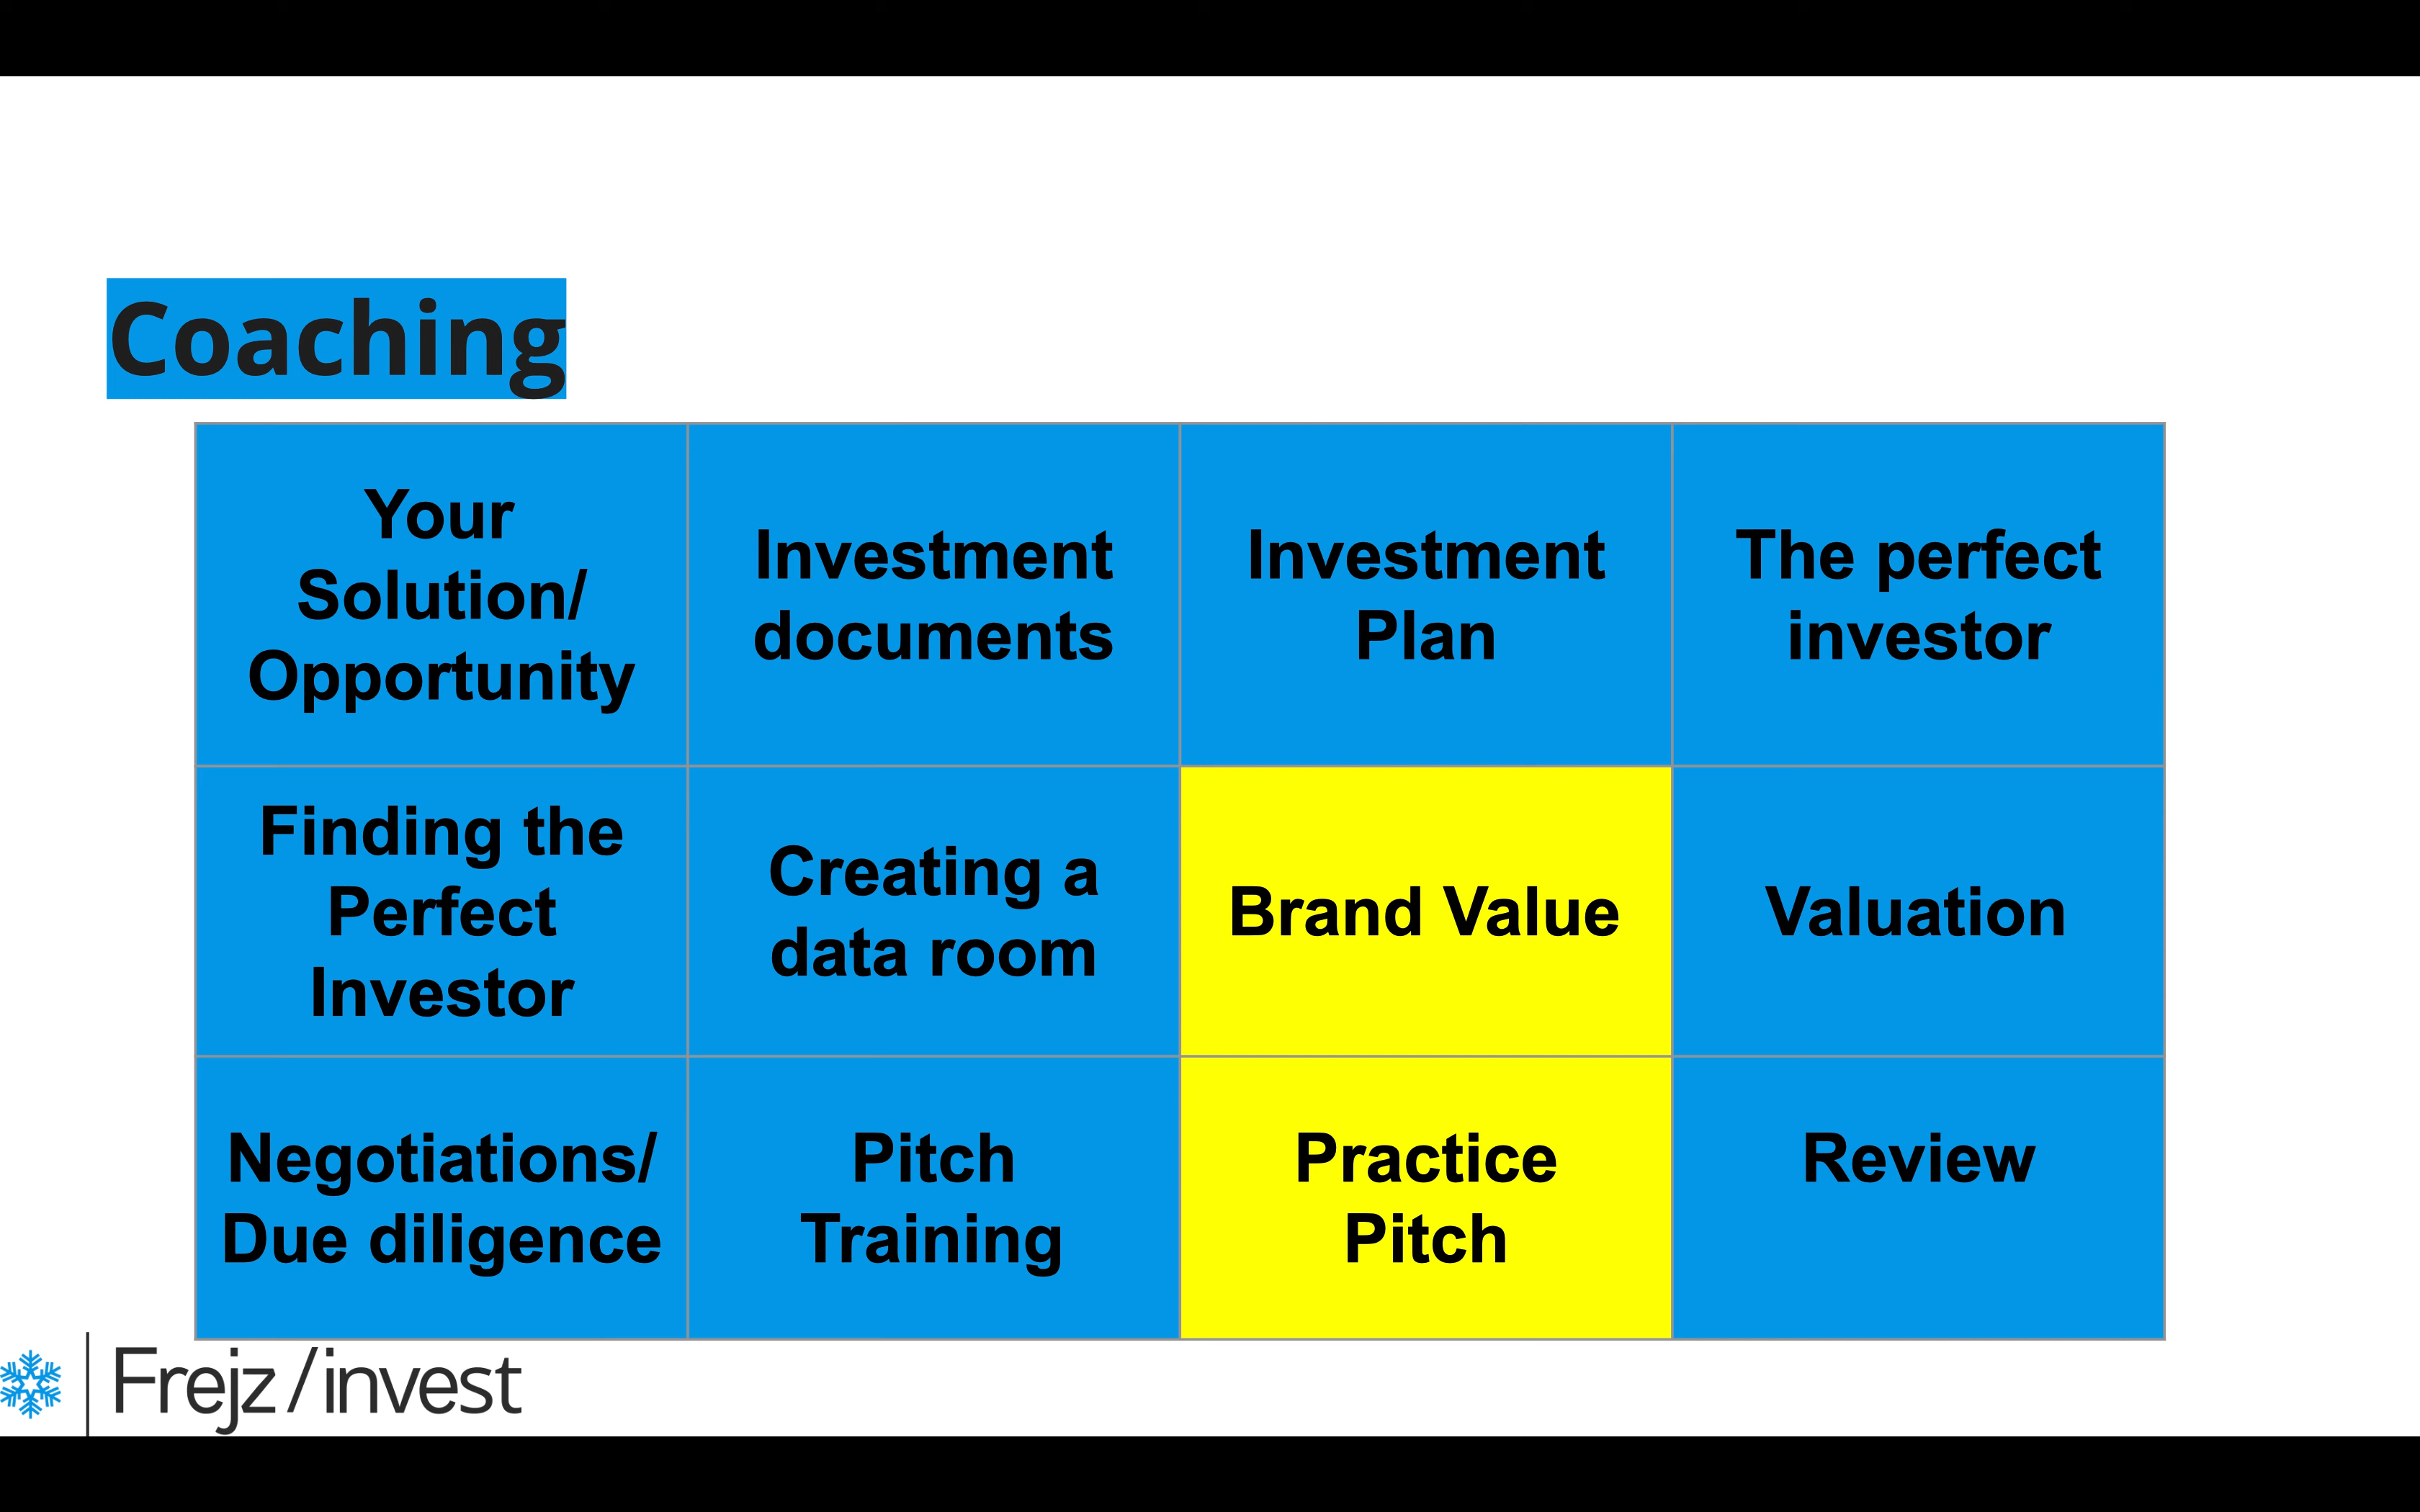 Coaching
Your
Solution/
Opportunity
Investment
documents
Investment
Plan
The perfect
investor
Finding the
Perfect
Investor
Creating a
data room
Brand Value
Valuation
Negotiations/
Due diligence
Pitch
Training
Practice
Pitch
Review
Frejz/invest